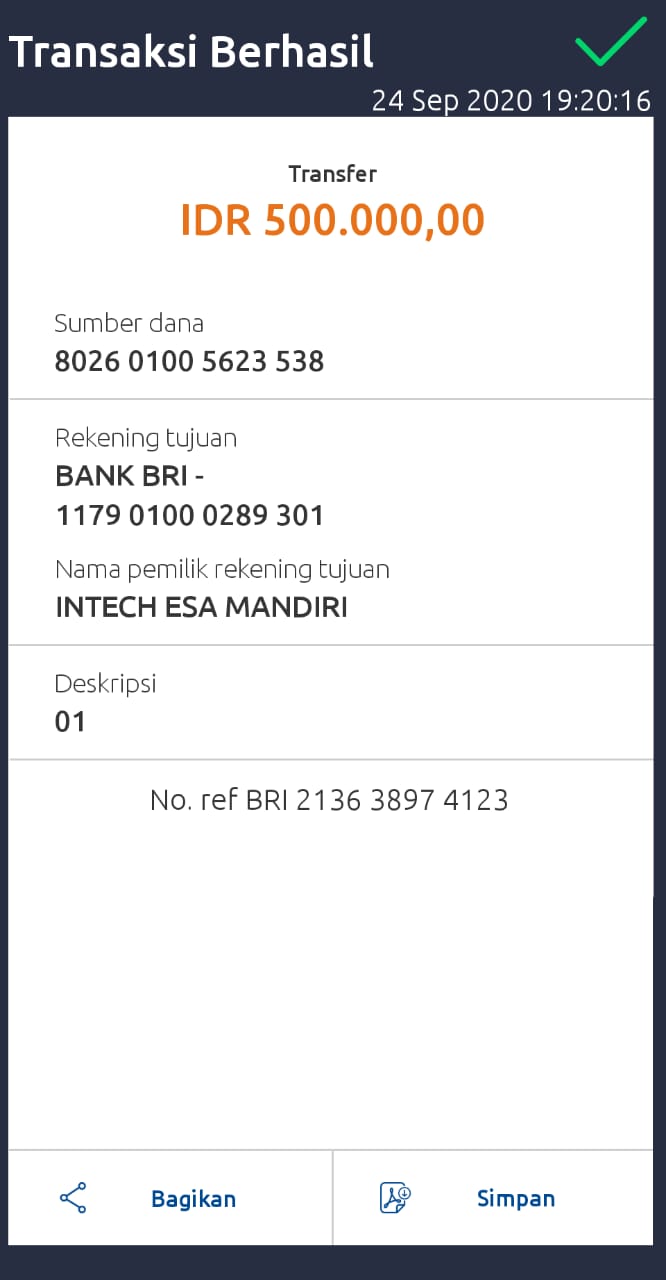 Transaksi Berhasil
24 Sep 2020 19:20:16
Transfer
IDR 500.000,00
Sumber dana
8026 0100 5623 538
Rekening tujuan
BANK BRI -
1179 0100 0289 301
Nama pemilik rekening tujuan
INTECH ESA MANDIRI
Deskripsi
01
No. ref BRI 2136 3897 4123
Bagikan
Simpan